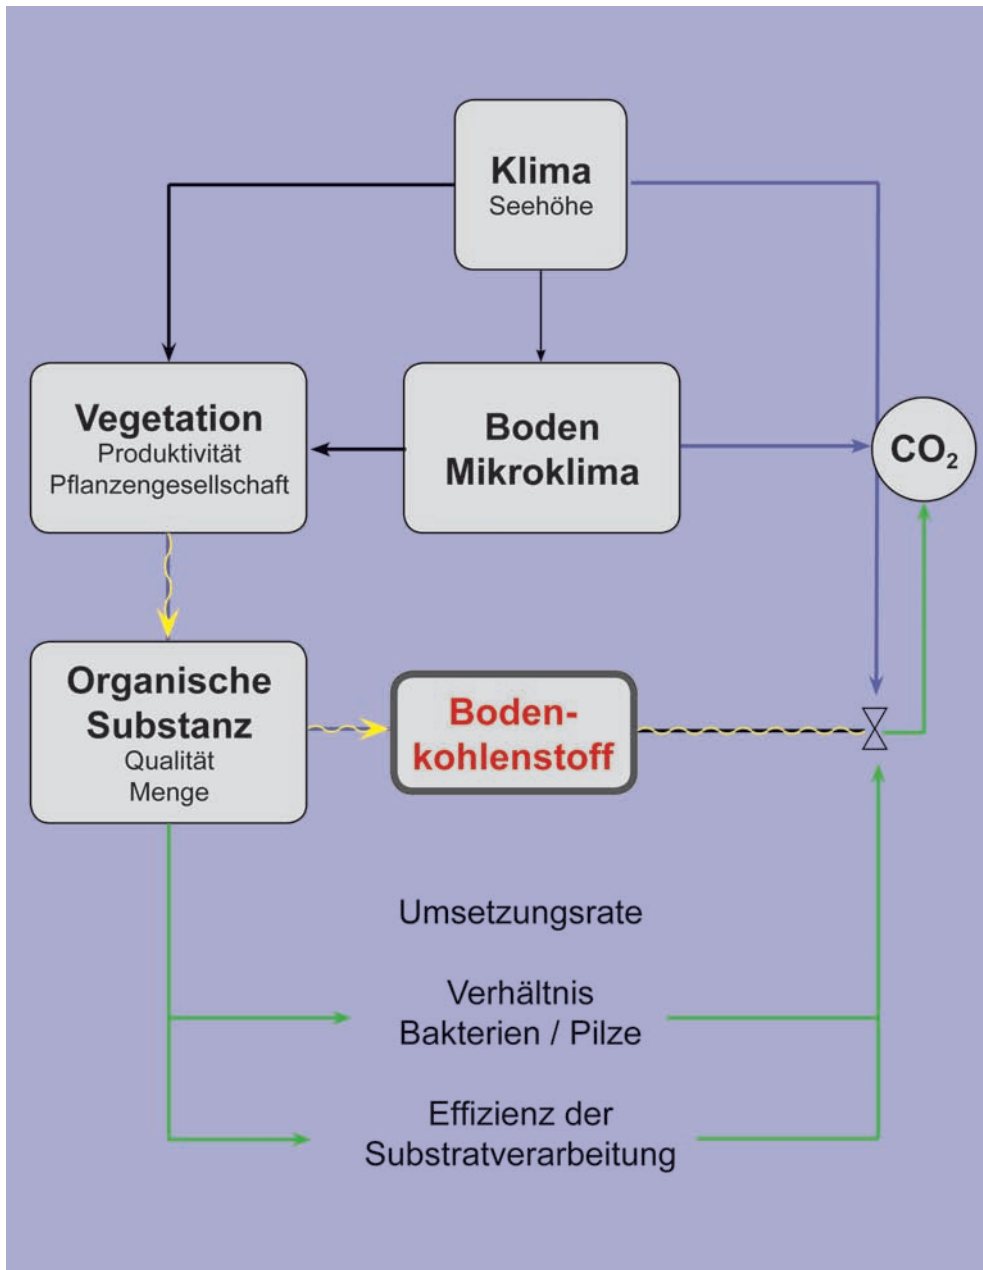 Klima
Seehöhe
Vegetation
Produktivität
Pflanzengesellschaft
Boden
Mikroklima
CO₂
Organische
Substanz
Qualität
Menge
Boden-
kohlenstoff
Umsetzungsrate
Verhältnis
Bakterien / Pilze
Effizienz der
Substratverarbeitung